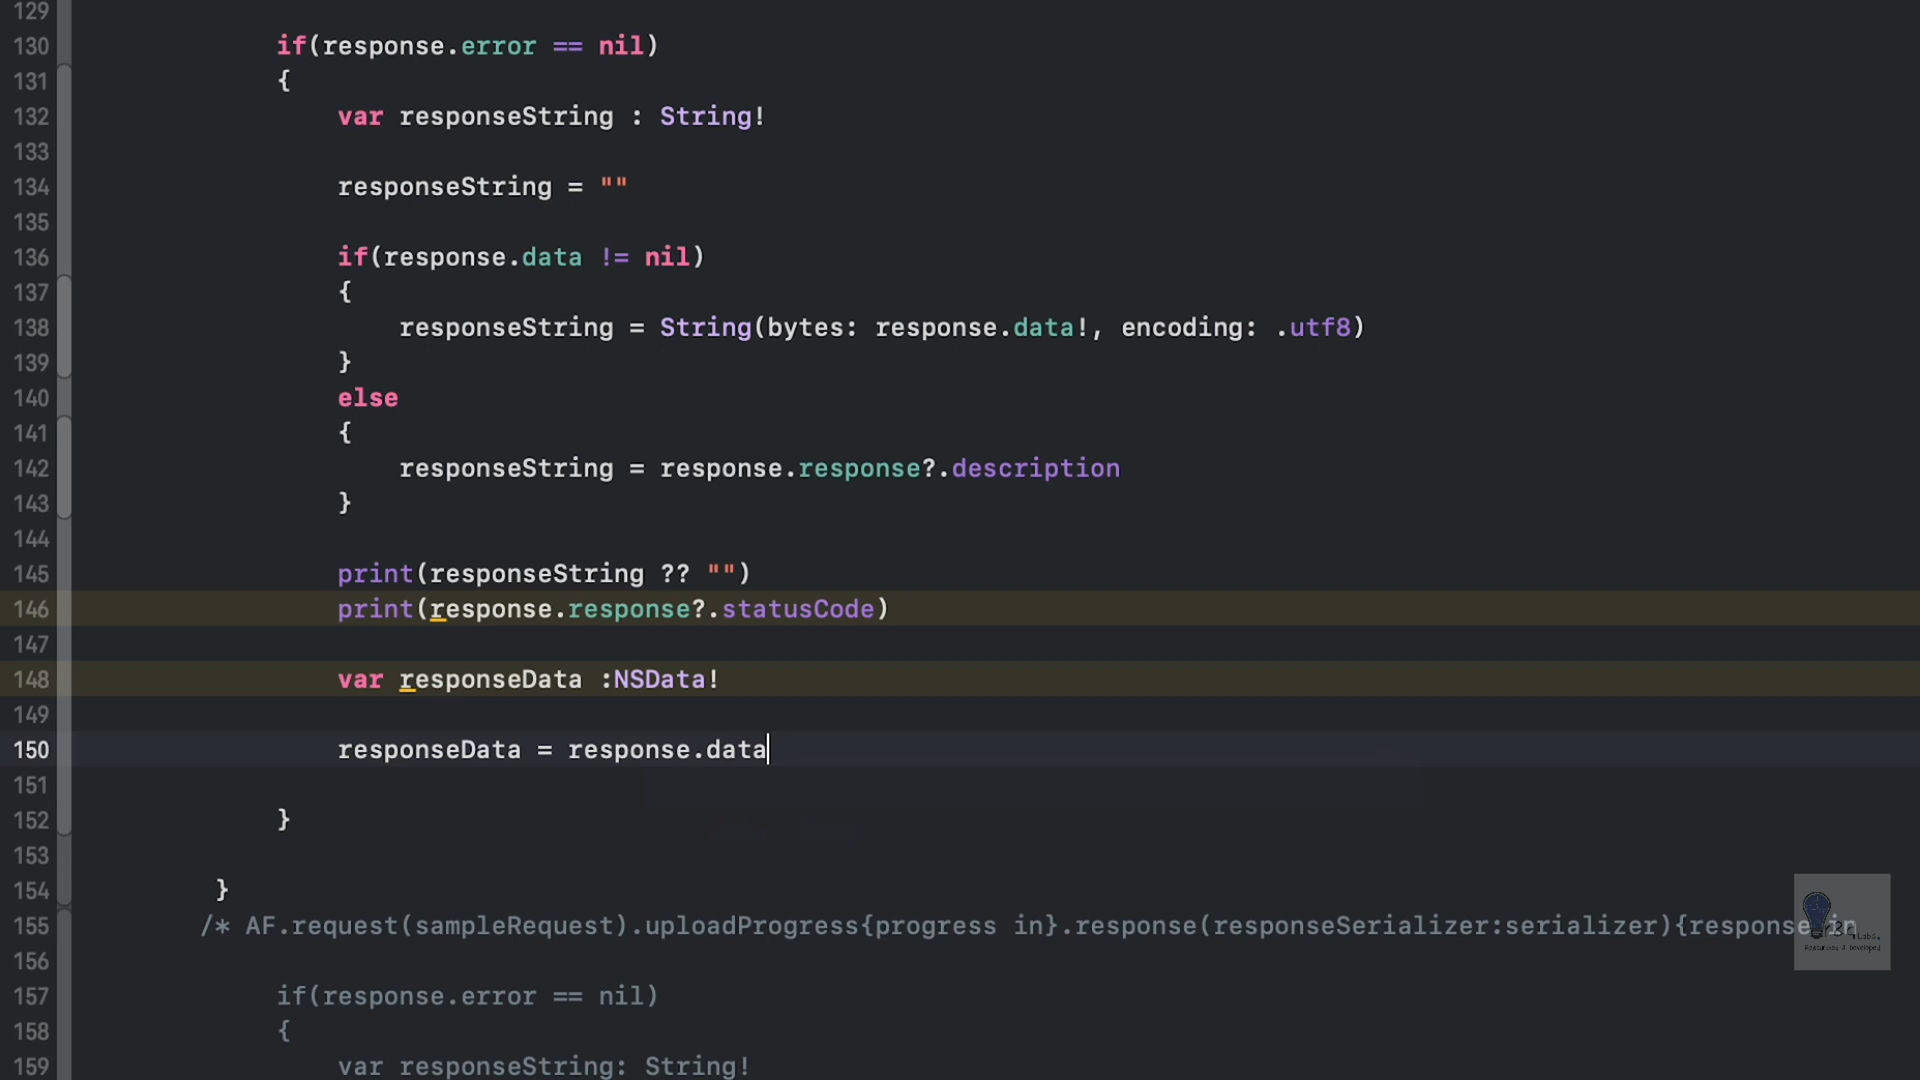 129
130 if(response.error == nil)
131 {
132 var responseString : String!
133
134 responseString = ""
135
136 if(response.data != nil)
137 {
138 responseString = String(bytes: response.data!, encoding: .utf8)
139 }
140 else
141 {
142 responseString = response.response?.description
143 }
144
145 print(responseString ?? "")
146 print(response.response?.statusCode)
147
148 var responseData :NSData!
149
150 responseData = response.data
151
152 }
153
154 }
155 /* AF.request(sampleRequest).uploadProgress{progress in}.response(responseSerializer:serializer){response in
156
157 if(response.error == nil)
158 {
159 var responseString: String!